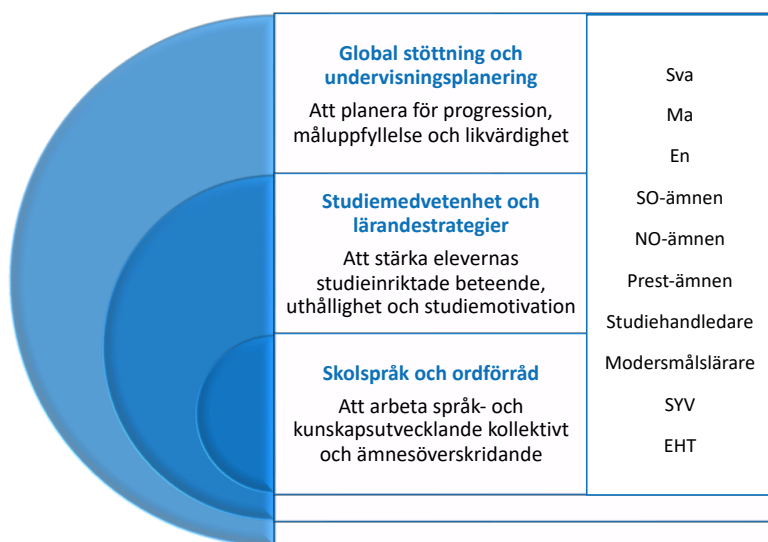 Global stöttning och
undervisningsplanering
Att planera för progression,
måluppfyllelse och likvärdighet
Studiemedvetenhet och
lärandestrategier
Att stärka elevernas
studieinriktade beteende,
uthållighet och studiemotivation
Skolspråk och ordförråd
Att arbeta språk- och
kunskapsutvecklande kollektivt
och ämnesöverskridande
Sva
Ma
En
SO-ämnen
NO-ämnen
Prest-ämnen
Studiehandledare
Modersmålslärare
SYV
EHT